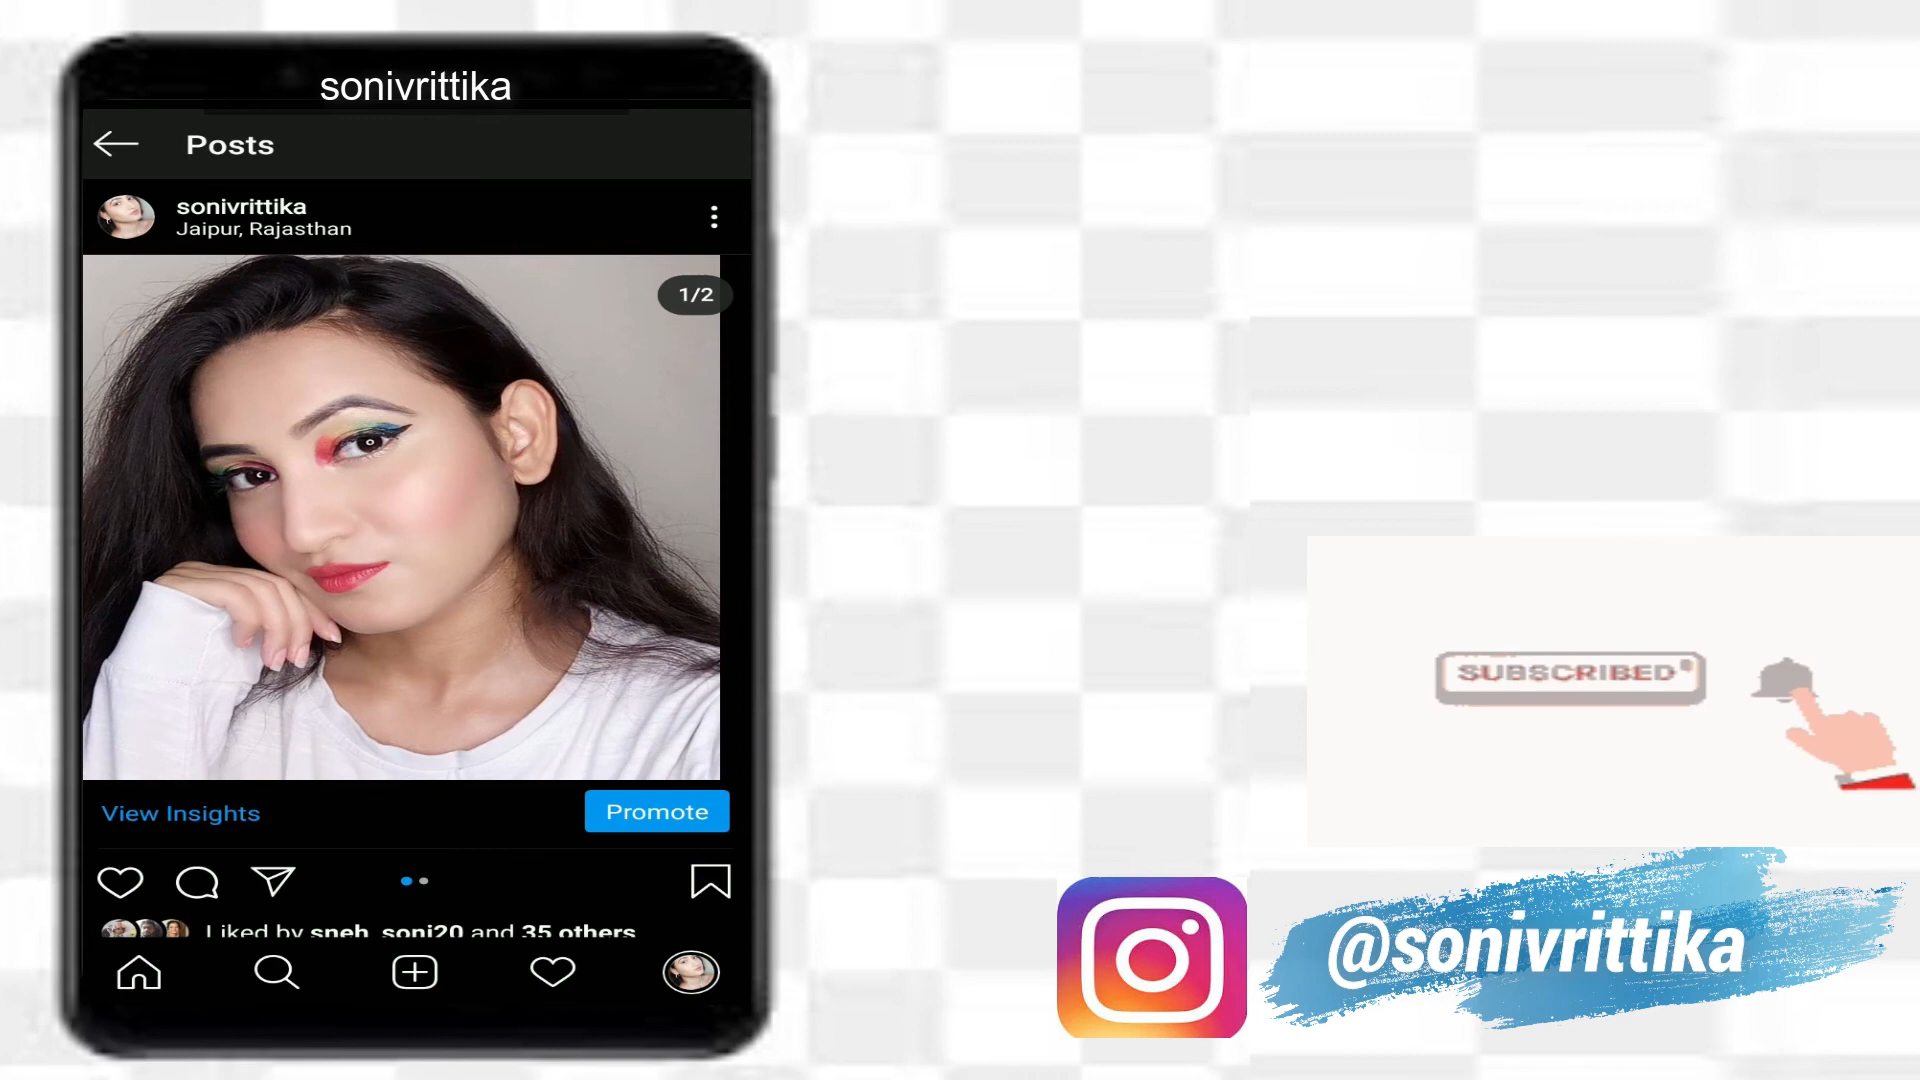 sonivrittika
Posts
sonivrittika
Jaipur, Rajasthan
1/2
View Insights
Promote
Liked by sneh_soni20 and 35 others
SUBSCRIBED
@sonivrittika